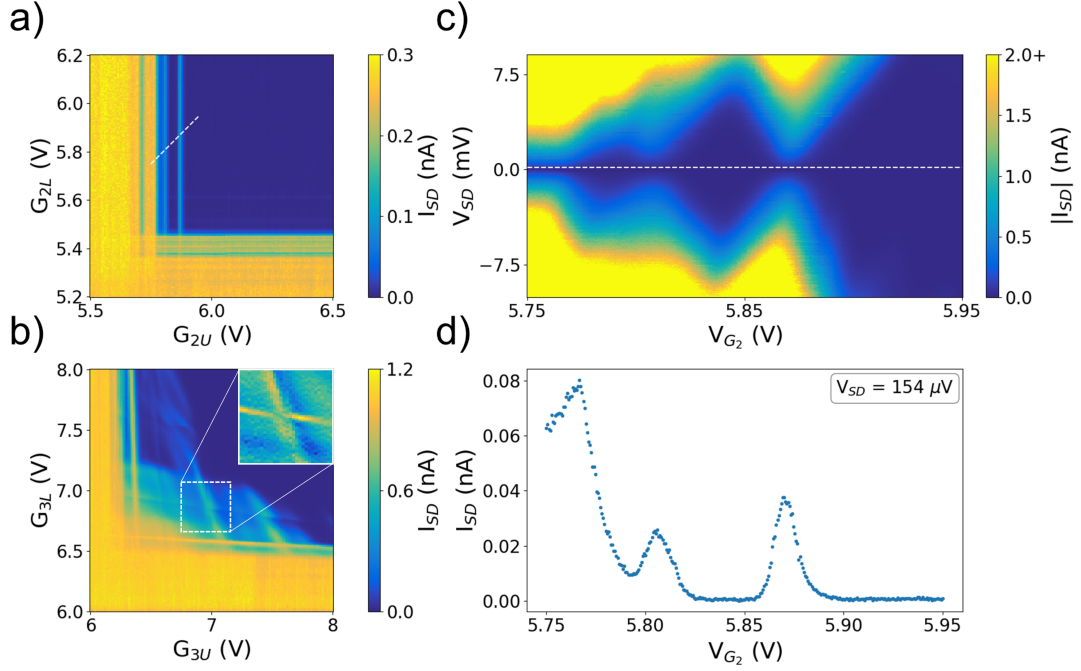 a)
6.2
6.0
5.8
5.6
5.4
5.2
G2L (V)
5.5
6.0
6.5
G2U (V)
0.3
0.2
0.1
0.0
ISD (nA)
c)
7.5
0.0
−7.5
VSD (mV)
5.75
5.85
5.95
VG2 (V)
2.0+
1.5
1.0
0.5
0.0
|ISD| (nA)
b)
8.0
7.5
7.0
6.5
6.0
G3L (V)
6
7
8
G3U (V)
1.2
0.6
0.0
ISD (nA)
d)
0.08
0.06
0.04
0.02
0.00
ISD (nA)
VSD = 154 μV
5.75
5.80
5.85
5.90
5.95
VG2 (V)